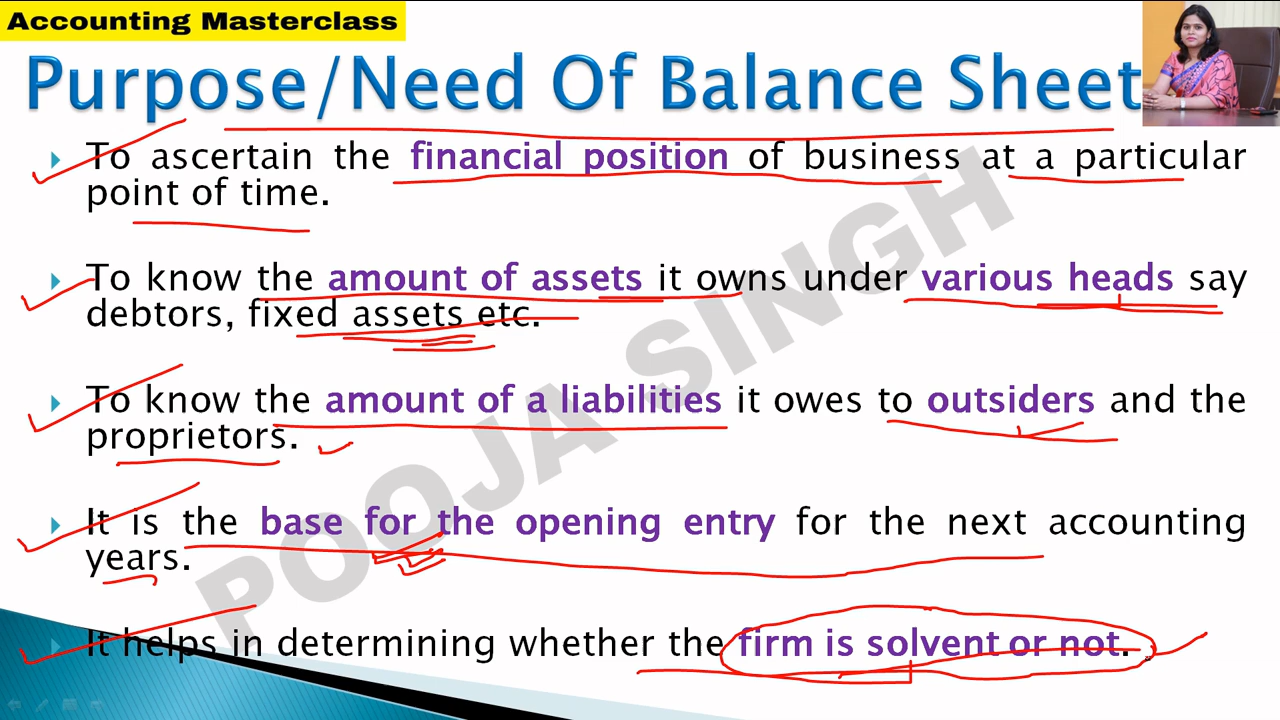 Accounting Masterclass
Purpose/Need Of Balance Sheet
To ascertain the financial position of business at a particular
point of time.
To know the amount of assets it owns under various heads say
debtors, fixed assets etc.
To know the amount of a liabilities it owes to outsiders and the
proprietors.
It is the base for the opening entry for the next accounting
years.
It helps in determining whether the firm is solvent or not.
POOJA SINGH